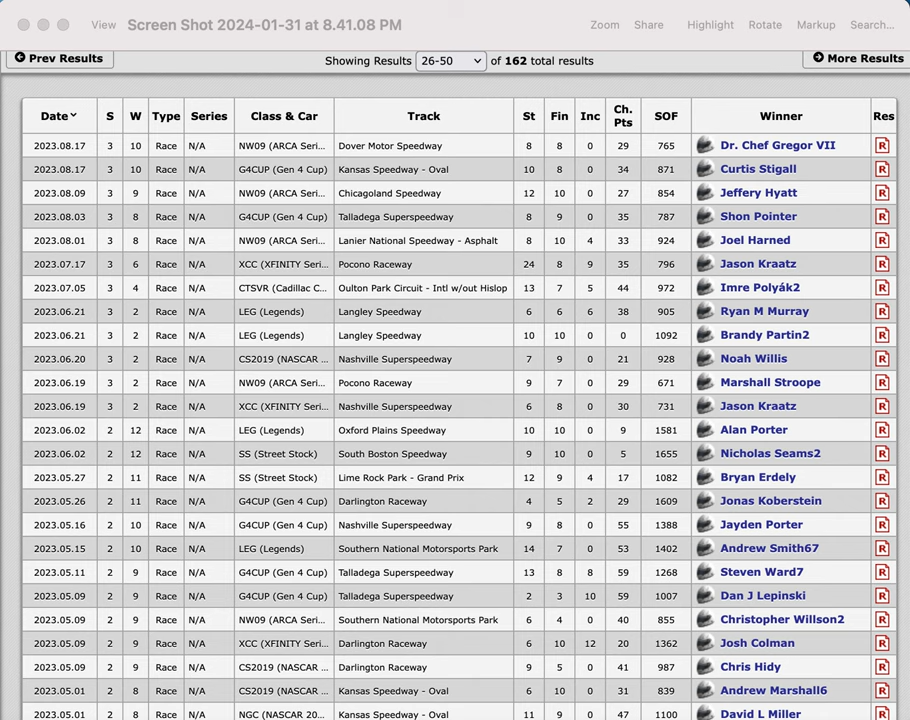 View Screen Shot 2024-01-31 at 8.41.08 PM Zoom Share Highlight Rotate Markup Search...
Prev Results Showing Results 26-50 of 162 total results More Results
Date S W Type Series Class & Car Track St Fin Inc Ch. Pts SOF Winner Res
2023.08.17 3 10 Race N/A NW09 (ARCA Seri... Dover Motor Speedway 8 8 0 29 765 Dr. Chef Gregor VII R
2023.08.17 3 10 Race N/A G4CUP (Gen 4 Cup) Kansas Speedway - Oval 10 8 0 34 871 Curtis Stigall R
2023.08.09 3 9 Race N/A NW09 (ARCA Seri... Chicagoland Speedway 12 10 0 27 854 Jeffery Hyatt R
2023.08.03 3 8 Race N/A G4CUP (Gen 4 Cup) Talladega Superspeedway 8 9 0 35 787 Shon Pointer R
2023.08.01 3 8 Race N/A NW09 (ARCA Seri... Lanier National Speedway - Asphalt 8 10 4 33 924 Joel Harned R
2023.07.17 3 6 Race N/A XCC (XFINITY Seri... Pocono Raceway 24 8 9 35 796 Jason Kraatz R
2023.07.05 3 4 Race N/A CTSVR (Cadillac C... Oulton Park Circuit - Intl w/out Hislop 13 7 5 44 972 Imre Polyák2 R
2023.06.21 3 2 Race N/A LEG (Legends) Langley Speedway 6 6 6 38 905 Ryan M Murray R
2023.06.21 3 2 Race N/A LEG (Legends) Langley Speedway 10 10 0 0 1092 Brandy Partin2 R
2023.06.20 3 2 Race N/A CS2019 (NASCAR ... Nashville Superspeedway 7 9 0 21 928 Noah Willis R
2023.06.19 3 2 Race N/A NW09 (ARCA Seri... Pocono Raceway 9 7 0 29 671 Marshall Stroope R
2023.06.19 3 2 Race N/A XCC (XFINITY Seri... Nashville Superspeedway 6 8 0 30 731 Jason Kraatz R
2023.06.02 2 12 Race N/A LEG (Legends) Oxford Plains Speedway 10 10 0 9 1581 Alan Porter R
2023.06.02 2 12 Race N/A SS (Street Stock) South Boston Speedway 9 10 0 5 1655 Nicholas Seams2 R
2023.05.27 2 11 Race N/A SS (Street Stock) Lime Rock Park - Grand Prix 12 9 4 17 1082 Bryan Erdely R
2023.05.26 2 11 Race N/A G4CUP (Gen 4 Cup) Darlington Raceway 4 5 2 29 1609 Jonas Koberstein R
2023.05.16 2 10 Race N/A G4CUP (Gen 4 Cup) Nashville Superspeedway 9 8 0 55 1388 Jayden Porter R
2023.05.15 2 10 Race N/A LEG (Legends) Southern National Motorsports Park 14 7 0 53 1402 Andrew Smith67 R
2023.05.11 2 9 Race N/A G4CUP (Gen 4 Cup) Talladega Superspeedway 13 8 8 59 1268 Steven Ward7 R
2023.05.09 2 9 Race N/A G4CUP (Gen 4 Cup) Talladega Superspeedway 2 3 10 59 1007 Dan J Lepinski R
2023.05.09 2 9 Race N/A NW09 (ARCA Seri... Southern National Motorsports Park 6 4 0 40 855 Christopher Willson2 R
2023.05.09 2 9 Race N/A XCC (XFINITY Seri... Darlington Raceway 6 10 12 20 1362 Josh Colman R
2023.05.09 2 9 Race N/A CS2019 (NASCAR ... Darlington Raceway 9 5 0 41 987 Chris Hidy R
2023.05.01 2 8 Race N/A CS2019 (NASCAR ... Kansas Speedway - Oval 6 10 0 31 839 Andrew Marshall6 R
2023.05.01 2 8 Race N/A NGC (NASCAR 20... Kansas Speedway - Oval 11 9 0 47 1100 David L Miller R